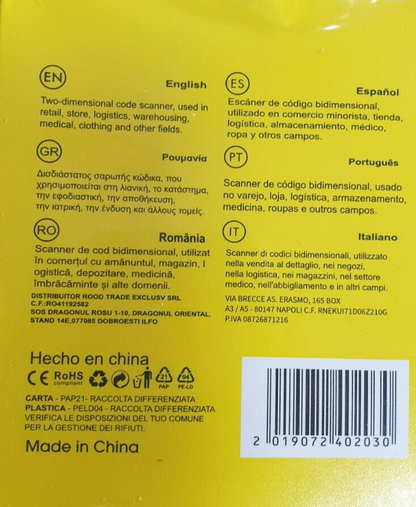 EN
English
Two-dimensional code scanner, used in
retail, store, logistics, warehousing,
medical, clothing and other fields.
GR
Ρουμανία
Δισδιάστατος σαρωτής κώδικα, που
χρησιμοποιείται στη λιανική, το κατάστημα,
την εφοδιαστική, την αποθήκευση,
την ιατρική, την ένδυση και άλλους τομείς.
RO
România
Scanner de cod bidimensional, utilizat
în comerțul cu amănuntul, magazin, l
ogistică, depozitare, medicină,
îmbrăcăminte și alte domenii.
DISTRIBUITOR ROOD TRADE EXCLUSV SRL
C.F.:RO41192582
SOS DRAGONUL ROSU 1-10, DRAGONUL ORIENTAL,
STAND 14E,077085 DOBROESTI ILFO
ES
Español
Escáner de código bidimensional,
utilizado en comercio minorista, tienda,
logística, almacenamiento, médico,
ropa y otros campos.
PT
Português
Scanner de código bidimensional, usado
no varejo, loja, logística, armazenamento,
medicina, roupas e outros campos.
IT
Italiano
Scanner di codici bidimensionali, utilizzato
nella vendita al dettaglio, nei negozi,
nella logistica, nei magazzini, nel settore
medico, nell'abbigliamento e in altri campi.
VIA BRECCE AS. ERASMO, 165 BOX
A3 / A5 - 80147 NAPOLI C.F. RNEKUI71D06Z210G
P.IVA 08726871216
Hecho en china
CE RoHS compliant 21 PAP 04 PE-LD
CARTA - PAP21- RACCOLTA DIFFERENZIATA
PLASTICA - PELD04 - RACCOLTA DIFFERENZIATA
VERIFICA LE DISPOSIZIONI DEL TUO COMUNE
PER LA GESTIONE DEI RIFIUTI.
Made in China
2 019072 402030